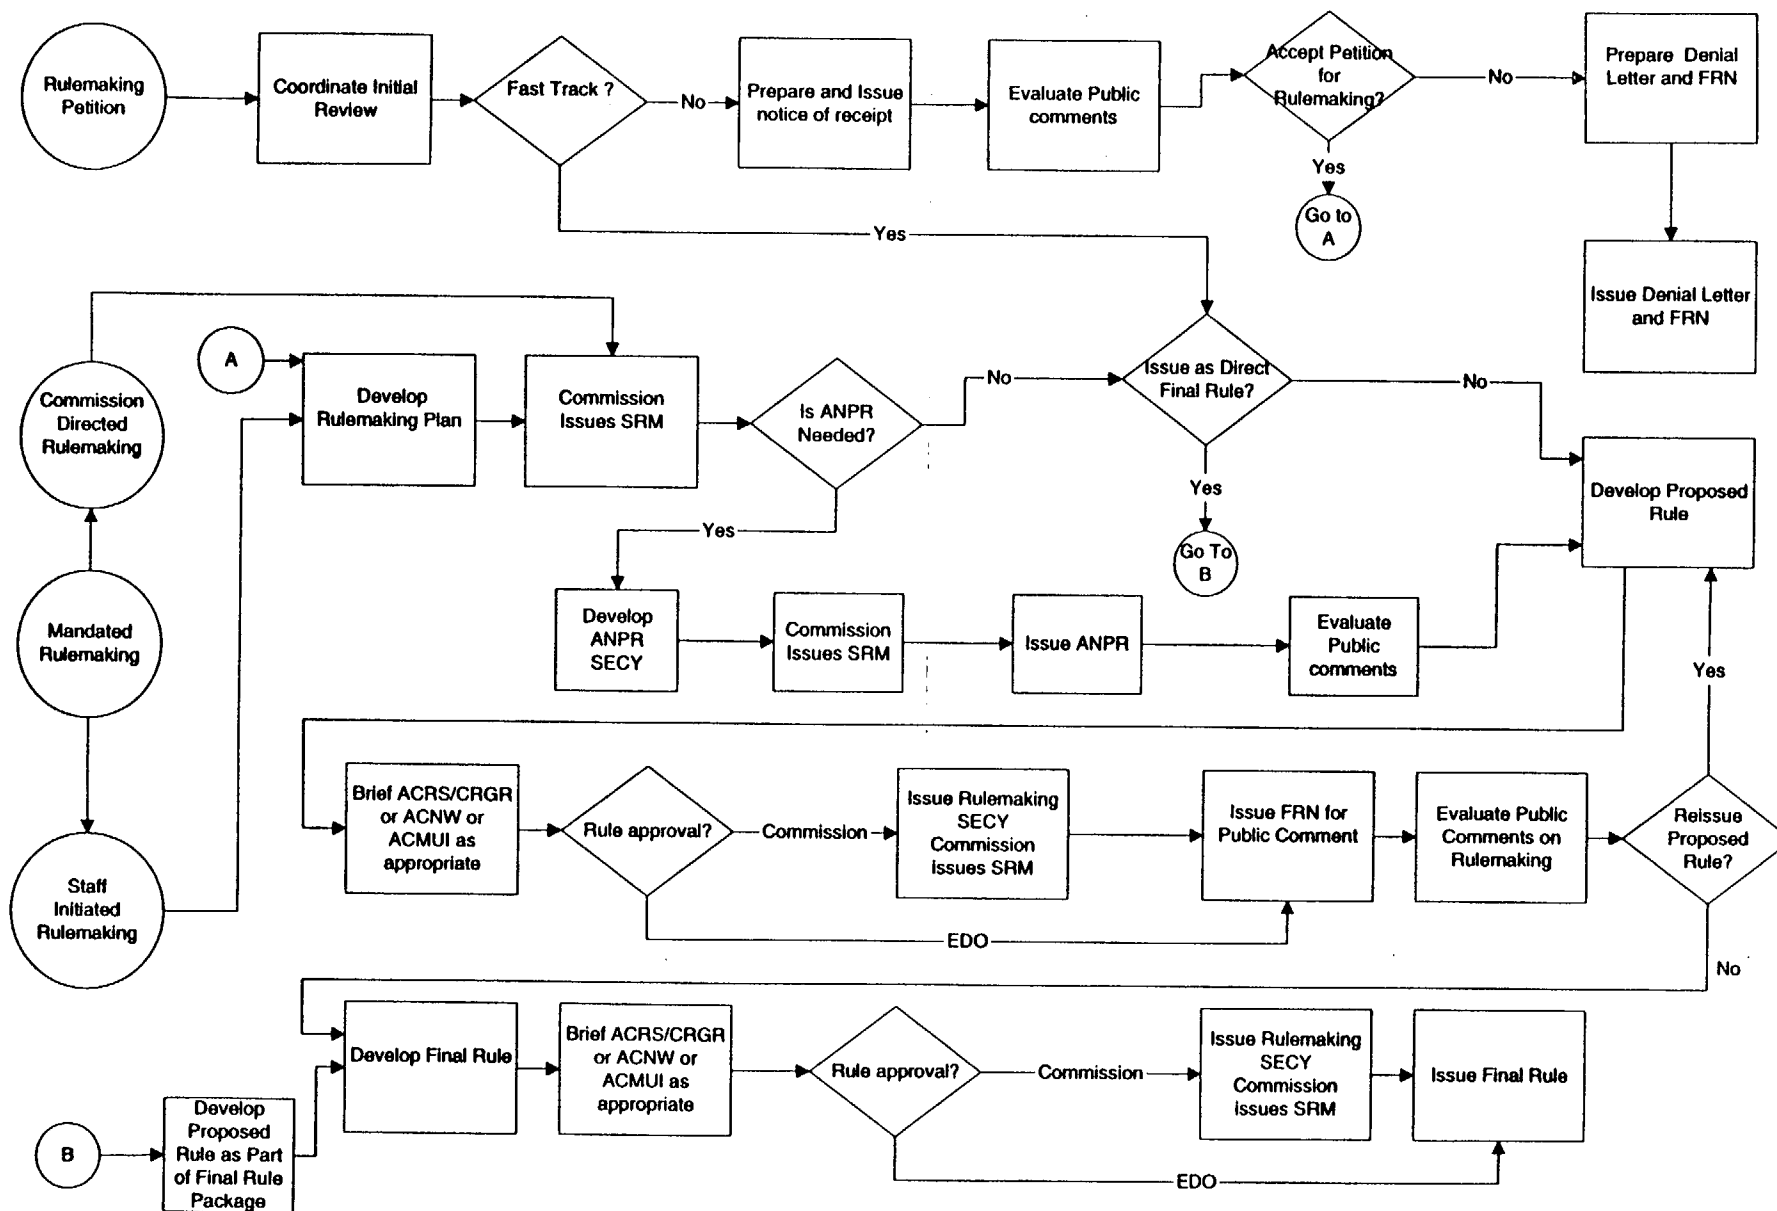 Rulemaking
Petition
Coordinate Initial
Review
Fast Track ?
No
Prepare and Issue
notice of receipt
Evaluate Public
comments
Accept Petition
for
Rulemaking?
No
Prepare Denial
Letter and FRN
Yes
Go to
A
Yes
Issue Denial Letter
and FRN
Commission
Directed
Rulemaking
A
Develop
Rulemaking Plan
Commission
Issues SRM
Is ANPR
Needed?
No
Issue as Direct
Final Rule?
No
Develop Proposed
Rule
Yes
Yes
Go To
B
Mandated
Rulemaking
Develop
ANPR
SECY
Commission
Issues SRM
Issue ANPR
Evaluate
Public
comments
Yes
Staff
Initiated
Rulemaking
Brief ACRS/CRGR
or ACNW or
ACMUI as
appropriate
Rule approval?
Commission
Issue Rulemaking
SECY
Commission
issues SRM
Issue FRN for
Public Comment
Evaluate Public
Comments on
Rulemaking
Reissue
Proposed
Rule?
EDO
No
Develop Final Rule
Brief ACRS/CRGR
or ACNW or
ACMUI as
appropriate
Rule approval?
Commission
Issue Rulemaking
SECY
Commission
issues SRM
Issue Final Rule
B
Develop
Proposed
Rule as Part
of Final Rule
Package
EDO